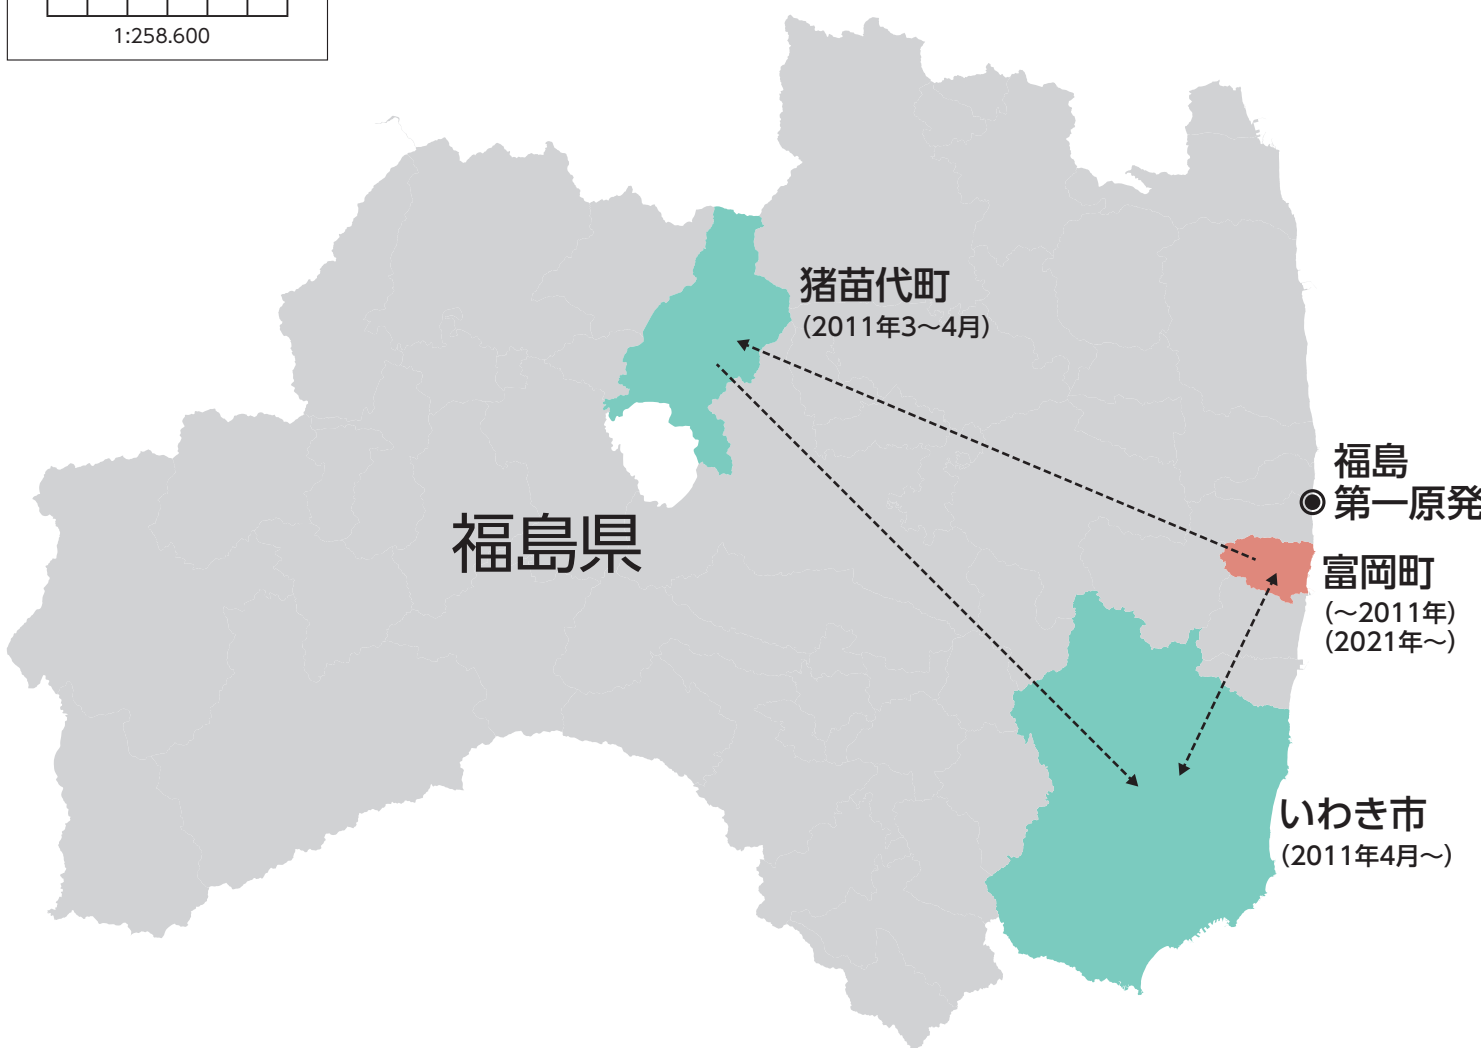 1:258.600
猪苗代町
（2011年3〜4月）
福島
第一原発
福島県
富岡町
（〜2011年）
（2021年〜）
いわき市
（2011年4月〜）